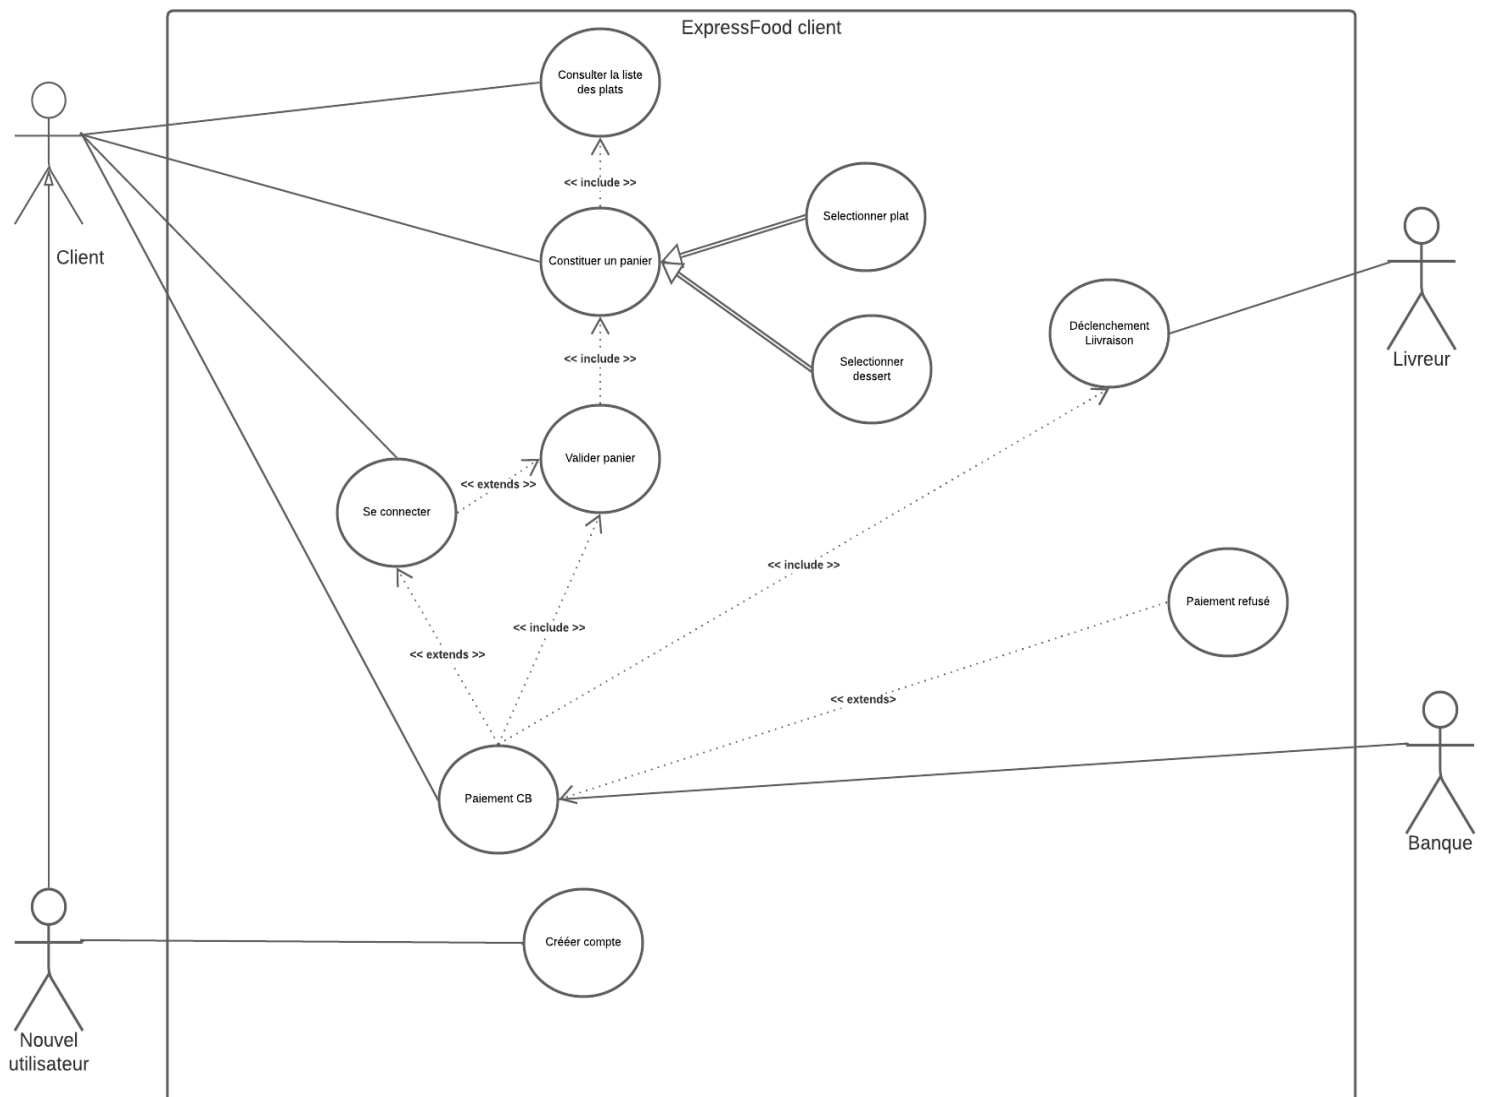 ExpressFood client
Consulter la liste
des plats
<< include >>
Selectionner plat
Client
Constituer un panier
Déclenchement
Liivraison
Livreur
<< include >>
Selectionner
dessert
Valider panier
<< extends >>
Se connecter
<< include >>
Paiement refusé
<< include >>
<< extends >>
<< extends>
Paiement CB
Banque
Crééer compte
Nouvel
utilisateur